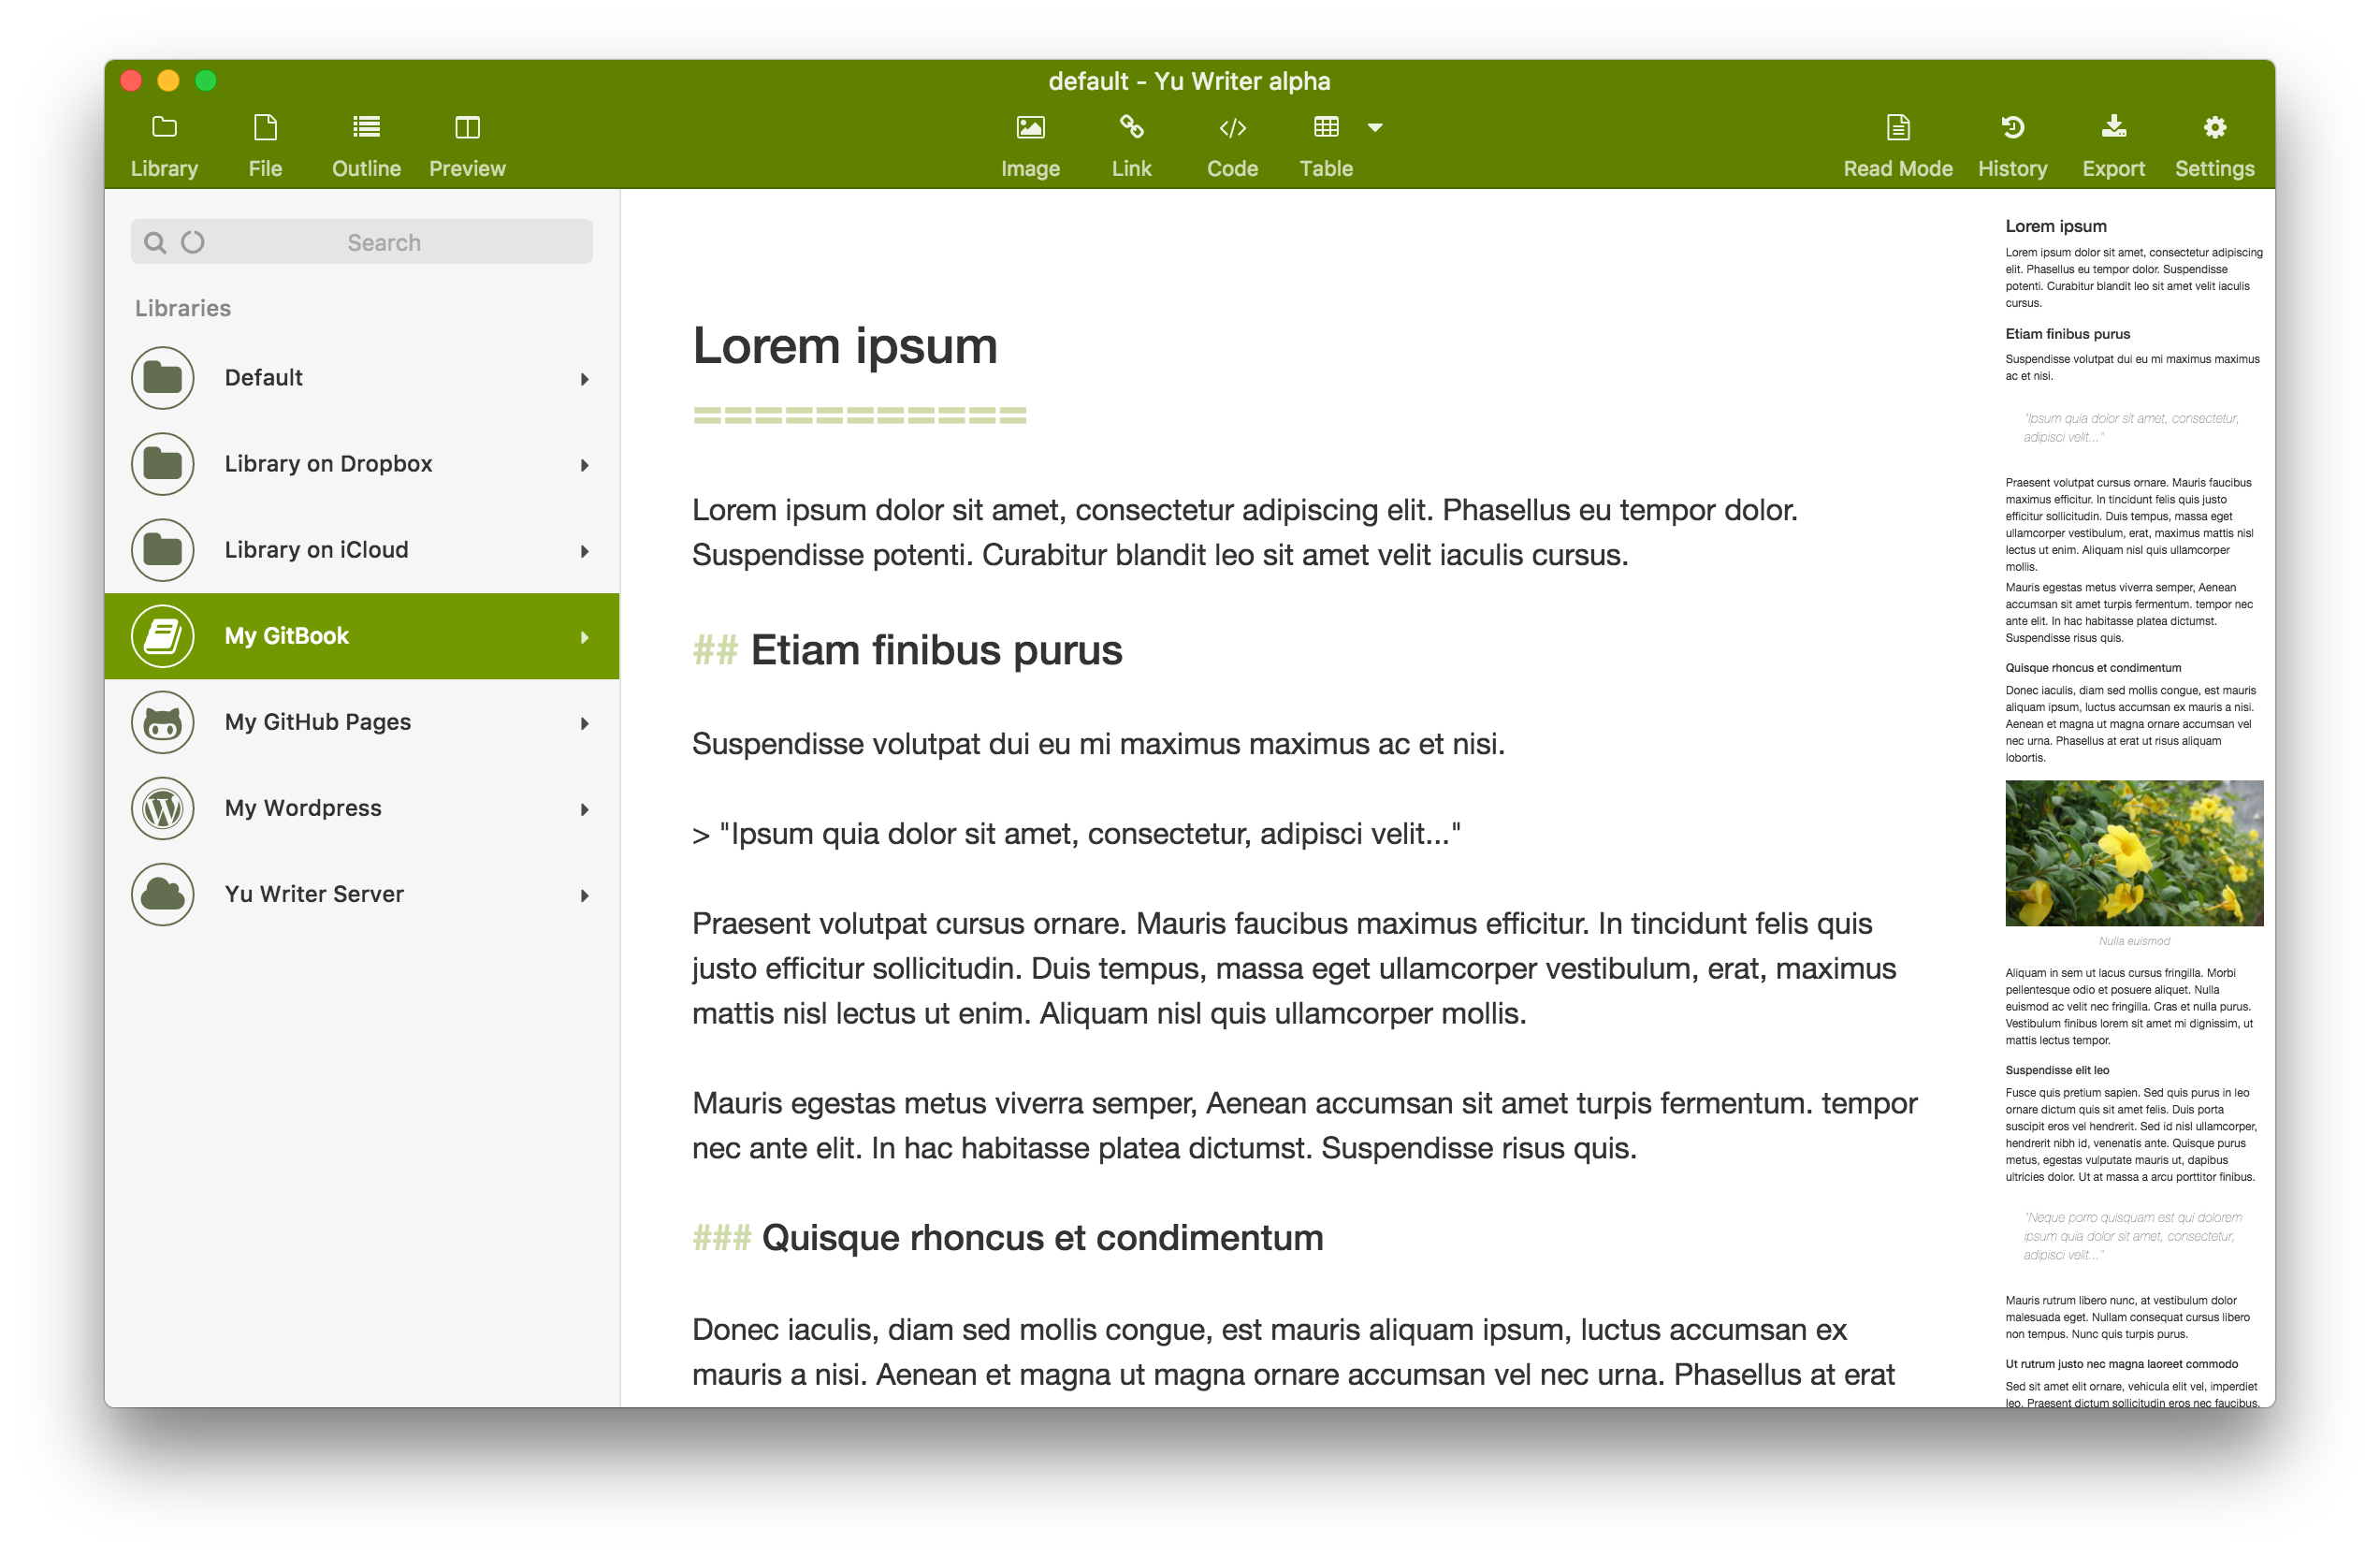 default - Yu Writer alpha
Library
File
Outline
Preview
Image
Link
Code
Table
Read Mode
History
Export
Settings
Search
Libraries
Default
Library on Dropbox
Library on iCloud
My GitBook
My GitHub Pages
My Wordpress
Yu Writer Server
Lorem ipsum
===========
Lorem ipsum dolor sit amet, consectetur adipiscing elit. Phasellus eu tempor dolor.
Suspendisse potenti. Curabitur blandit leo sit amet velit iaculis cursus.
## Etiam finibus purus
Suspendisse volutpat dui eu mi maximus maximus ac et nisi.
> "Ipsum quia dolor sit amet, consectetur, adipisci velit..."
Praesent volutpat cursus ornare. Mauris faucibus maximus efficitur. In tincidunt felis quis
justo efficitur sollicitudin. Duis tempus, massa eget ullamcorper vestibulum, erat, maximus
mattis nisl lectus ut enim. Aliquam nisl quis ullamcorper mollis.
Mauris egestas metus viverra semper, Aenean accumsan sit amet turpis fermentum. tempor
nec ante elit. In hac habitasse platea dictumst. Suspendisse risus quis.
### Quisque rhoncus et condimentum
Donec iaculis, diam sed mollis congue, est mauris aliquam ipsum, luctus accumsan ex
mauris a nisi. Aenean et magna ut magna ornare accumsan vel nec urna. Phasellus at erat
Lorem ipsum
Lorem ipsum dolor sit amet, consectetur adipiscing
elit. Phasellus eu tempor dolor. Suspendisse
potenti. Curabitur blandit leo sit amet velit iaculis
cursus.
Etiam finibus purus
Suspendisse volutpat dui eu mi maximus maximus
ac et nisi.
"Ipsum quia dolor sit amet, consectetur,
adipisci velit..."
Praesent volutpat cursus ornare. Mauris faucibus
maximus efficitur. In tincidunt felis quis justo
efficitur sollicitudin. Duis tempus, massa eget
ullamcorper vestibulum, erat, maximus mattis nisl
lectus ut enim. Aliquam nisl quis ullamcorper
mollis.
Mauris egestas metus viverra semper, Aenean
accumsan sit amet turpis fermentum. tempor nec
ante elit. In hac habitasse platea dictumst.
Suspendisse risus quis.
Quisque rhoncus et condimentum
Donec iaculis, diam sed mollis congue, est mauris
aliquam ipsum, luctus accumsan ex mauris a nisi.
Aenean et magna ut magna ornare accumsan vel
nec urna. Phasellus at erat ut risus aliquam
lobortis.
Nulla euismod
Aliquam in sem ut lacus cursus fringilla. Morbi
pellentesque odio et posuere aliquet. Nulla
euismod ac velit nec fringilla. Cras et nulla purus.
Vestibulum finibus lorem sit amet mi dignissim, ut
mattis lectus tempor.
Suspendisse elit leo
Fusce quis pretium sapien. Sed quis purus in leo
ornare dictum quis sit amet felis. Duis porta
suscipit eros vel hendrerit. Sed id nisl ullamcorper,
hendrerit nibh id, venenatis ante. Quisque purus
metus, egestas vulputate mauris ut, dapibus
ultricies dolor. Ut at massa a arcu porttitor finibus.
"Neque porro quisquam est qui dolorem
ipsum quia dolor sit amet, consectetur,
adipisci velit..."
Mauris rutrum libero nunc, at vestibulum dolor
malesuada eget. Nullam consequat cursus libero
non tempus. Nunc quis turpis purus.
Ut rutrum justo nec magna laoreet commodo
Sed sit amet elit ornare, vehicula elit vel, imperdiet
leo. Praesent dictum sollicitudin eros nec faucibus.